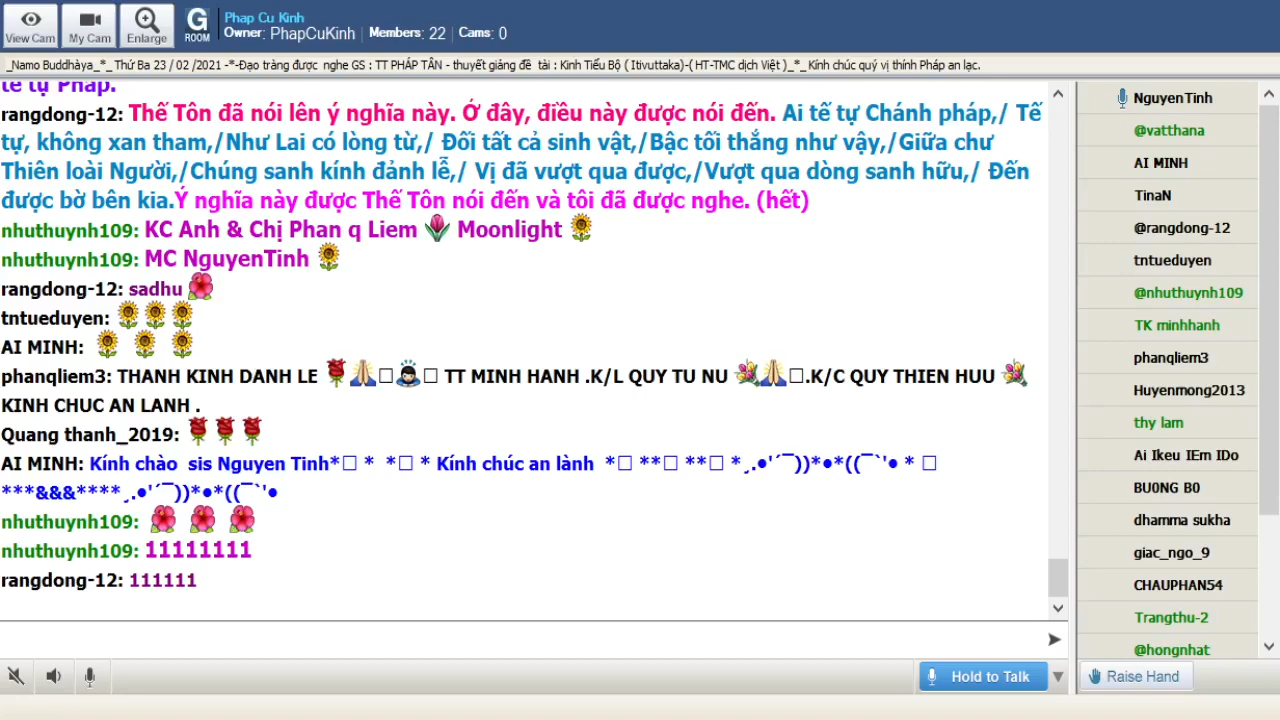 View Cam
My Cam
Enlarge
G
ROOM
Phap Cu Kinh
Owner: PhapCuKinh | Members: 22 | Cams: 0
_Namo Buddhàya_*_ Thứ Ba 23 / 02 /2021 -*-Đạo tràng được nghe GS : TT PHÁP TÂN - thuyết giảng đề tài : Kinh Tiểu Bộ ( Itivuttaka)-( HT-TMC dịch Việt )_*_ Kính chúc quý vị thính Pháp an lạc.
tế tự Pháp.
rangdong-12: Thế Tôn đã nói lên ý nghĩa này. Ở đây, điều này được nói đến. Ai tế tự Chánh pháp,/ Tế
tự, không xan tham,/Như Lai có lòng từ,/ Đối tất cả sinh vật,/Bậc tối thắng như vậy,/Giữa chư
Thiên loài Người,/Chúng sanh kính đảnh lễ,/ Vị đã vượt qua được,/Vượt qua dòng sanh hữu,/ Đến
được bờ bên kia.Ý nghĩa này được Thế Tôn nói đến và tôi đã được nghe. (hết)
nhuthuynh109: KC Anh & Chị Phan q Liem 🌷 Moonlight 🌻
nhuthuynh109: MC NguyenTinh 🌻
rangdong-12: sadhu 🌺
tntueduyen: 🌻🌻🌻
AI MINH: 🌻 🌻 🌻
phanqliem3: THANH KINH DANH LE 🌹🙏□🙇□ TT MINH HANH .K/L QUY TU NU 💐🙏□.K/C QUY THIEN HUU 💐
KINH CHUC AN LANH .
Quang thanh_2019: 🌹🌹🌹
AI MINH: Kính chào sis Nguyen Tinh*□ * *□ * Kính chúc an lành *□ **□ **□ *¸.•'´¯))*•*((¯`'• * □
***&&&****¸.•'´¯))*•*((¯`'•
nhuthuynh109: 🌺 🌺 🌺
nhuthuynh109: 11111111
rangdong-12: 111111
Hold to Talk
NguyenTinh
@vatthana
AI MINH
TinaN
@rangdong-12
tntueduyen
@nhuthuynh109
TK minhhanh
phanqliem3
Huyenmong2013
thy lam
Ai Ikeu IEm IDo
BU0NG B0
dhamma sukha
giac_ngo_9
CHAUPHAN54
Trangthu-2
@hongnhat
Raise Hand